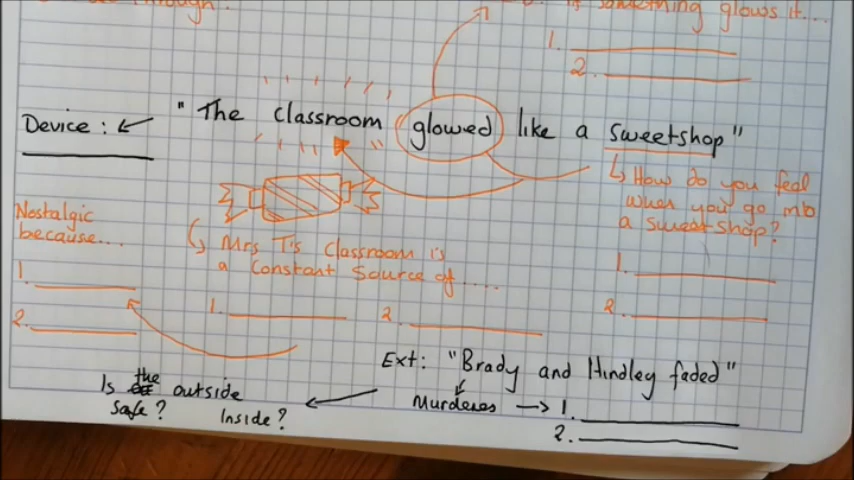 If something glows it...
1.
2.
Device:
"The classroom glowed like a sweetshop"
How do you feel
when you go into
a sweetshop?
1.
2.
Nostalgic
because...
1.
2.
Mrs T's Classroom is
a Constant Source of.....
1.
2.
Ext: "Brady and Hindley faded"
Murderers
1.
2.
Is the outside
safe? Inside?